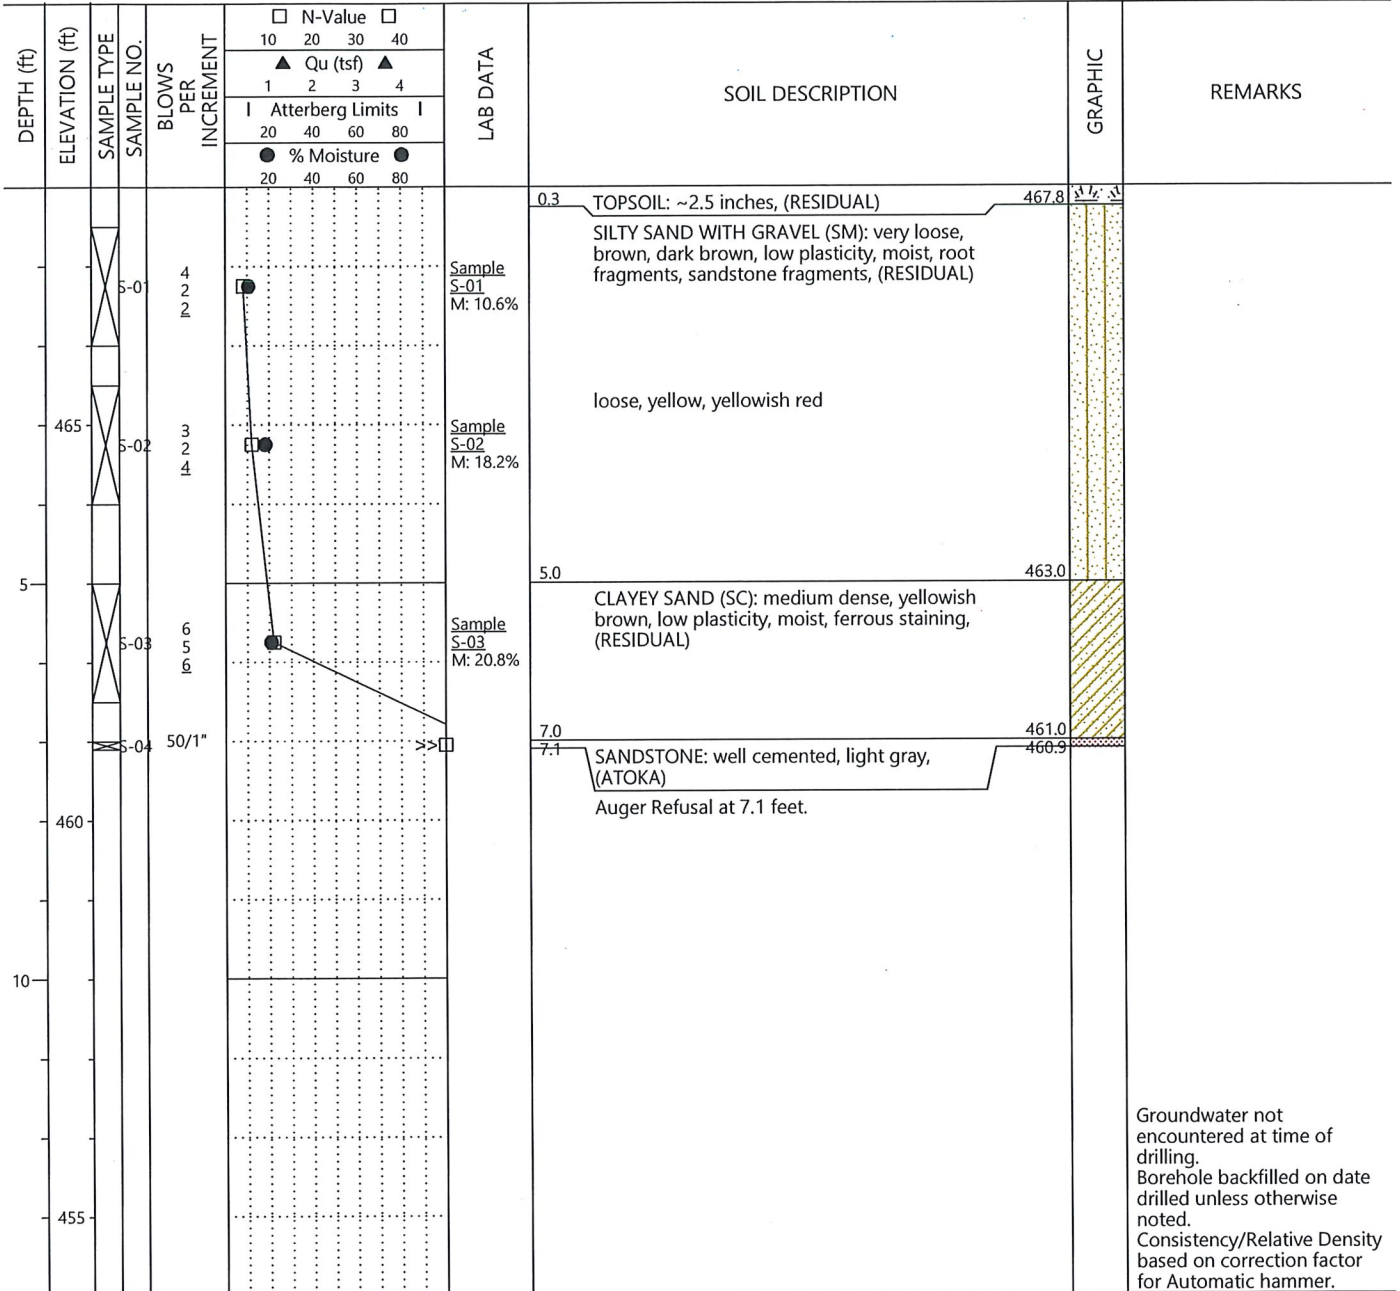 DEPTH (ft)
ELEVATION (ft)
SAMPLE TYPE
SAMPLE NO.
BLOWS
PER
INCREMENT
N-Value
10 20 30 40
Qu (tsf)
1 2 3 4
Atterberg Limits
20 40 60 80
% Moisture
20 40 60 80
LAB DATA
SOIL DESCRIPTION
GRAPHIC
REMARKS
0.3 TOPSOIL: ~2.5 inches, (RESIDUAL) 467.8
SILTY SAND WITH GRAVEL (SM): very loose,
brown, dark brown, low plasticity, moist, root
fragments, sandstone fragments, (RESIDUAL)
S-01
4
2
2
Sample
S-01
M: 10.6%
loose, yellow, yellowish red
465
S-02
3
2
4
Sample
S-02
M: 18.2%
5
5.0 463.0
CLAYEY SAND (SC): medium dense, yellowish
brown, low plasticity, moist, ferrous staining,
(RESIDUAL)
S-03
6
5
6
Sample
S-03
M: 20.8%
7.0 461.0
S-04 50/1" >>
7.1 460.9
SANDSTONE: well cemented, light gray,
(ATOKA)
Auger Refusal at 7.1 feet.
460
10
455
Groundwater not
encountered at time of
drilling.
Borehole backfilled on date
drilled unless otherwise
noted.
Consistency/Relative Density
based on correction factor
for Automatic hammer.